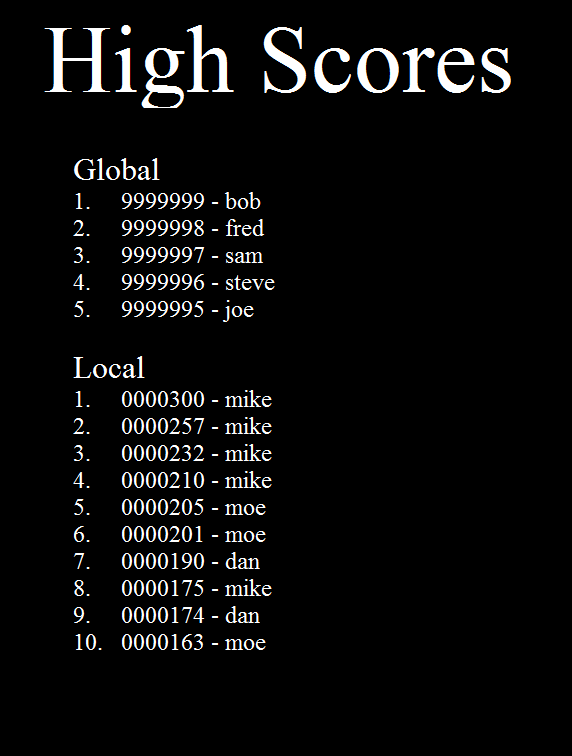 High Scores
Global
1. 9999999 - bob
2. 9999998 - fred
3. 9999997 - sam
4. 9999996 - steve
5. 9999995 - joe
Local
1. 0000300 - mike
2. 0000257 - mike
3. 0000232 - mike
4. 0000210 - mike
5. 0000205 - moe
6. 0000201 - moe
7. 0000190 - dan
8. 0000175 - mike
9. 0000174 - dan
10. 0000163 - moe